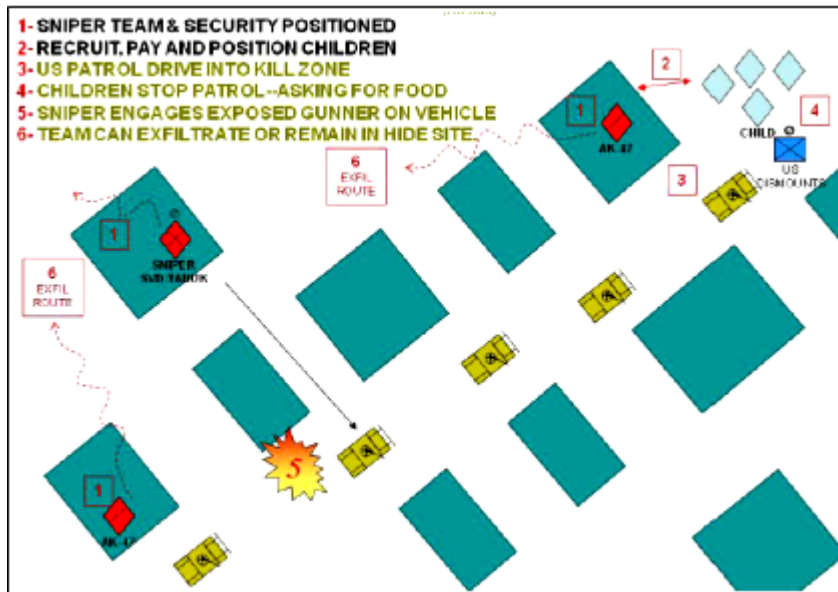 1- SNIPER TEAM & SECURITY POSITIONED
2- RECRUIT, PAY AND POSITION CHILDREN
3- US PATROL DRIVE INTO KILL ZONE
4- CHILDREN STOP PATROL--ASKING FOR FOOD
5- SNIPER ENGAGES EXPOSED GUNNER ON VEHICLE
6- TEAM CAN EXFILTRATE OR REMAIN IN HIDE SITE
2
1
AK-47
4
CHILD
US
DISMOUNTS
3
6
EXFIL
ROUTE
1
SNIPER
SVD TABUK
6
EXFIL
ROUTE
5
1
AK-47